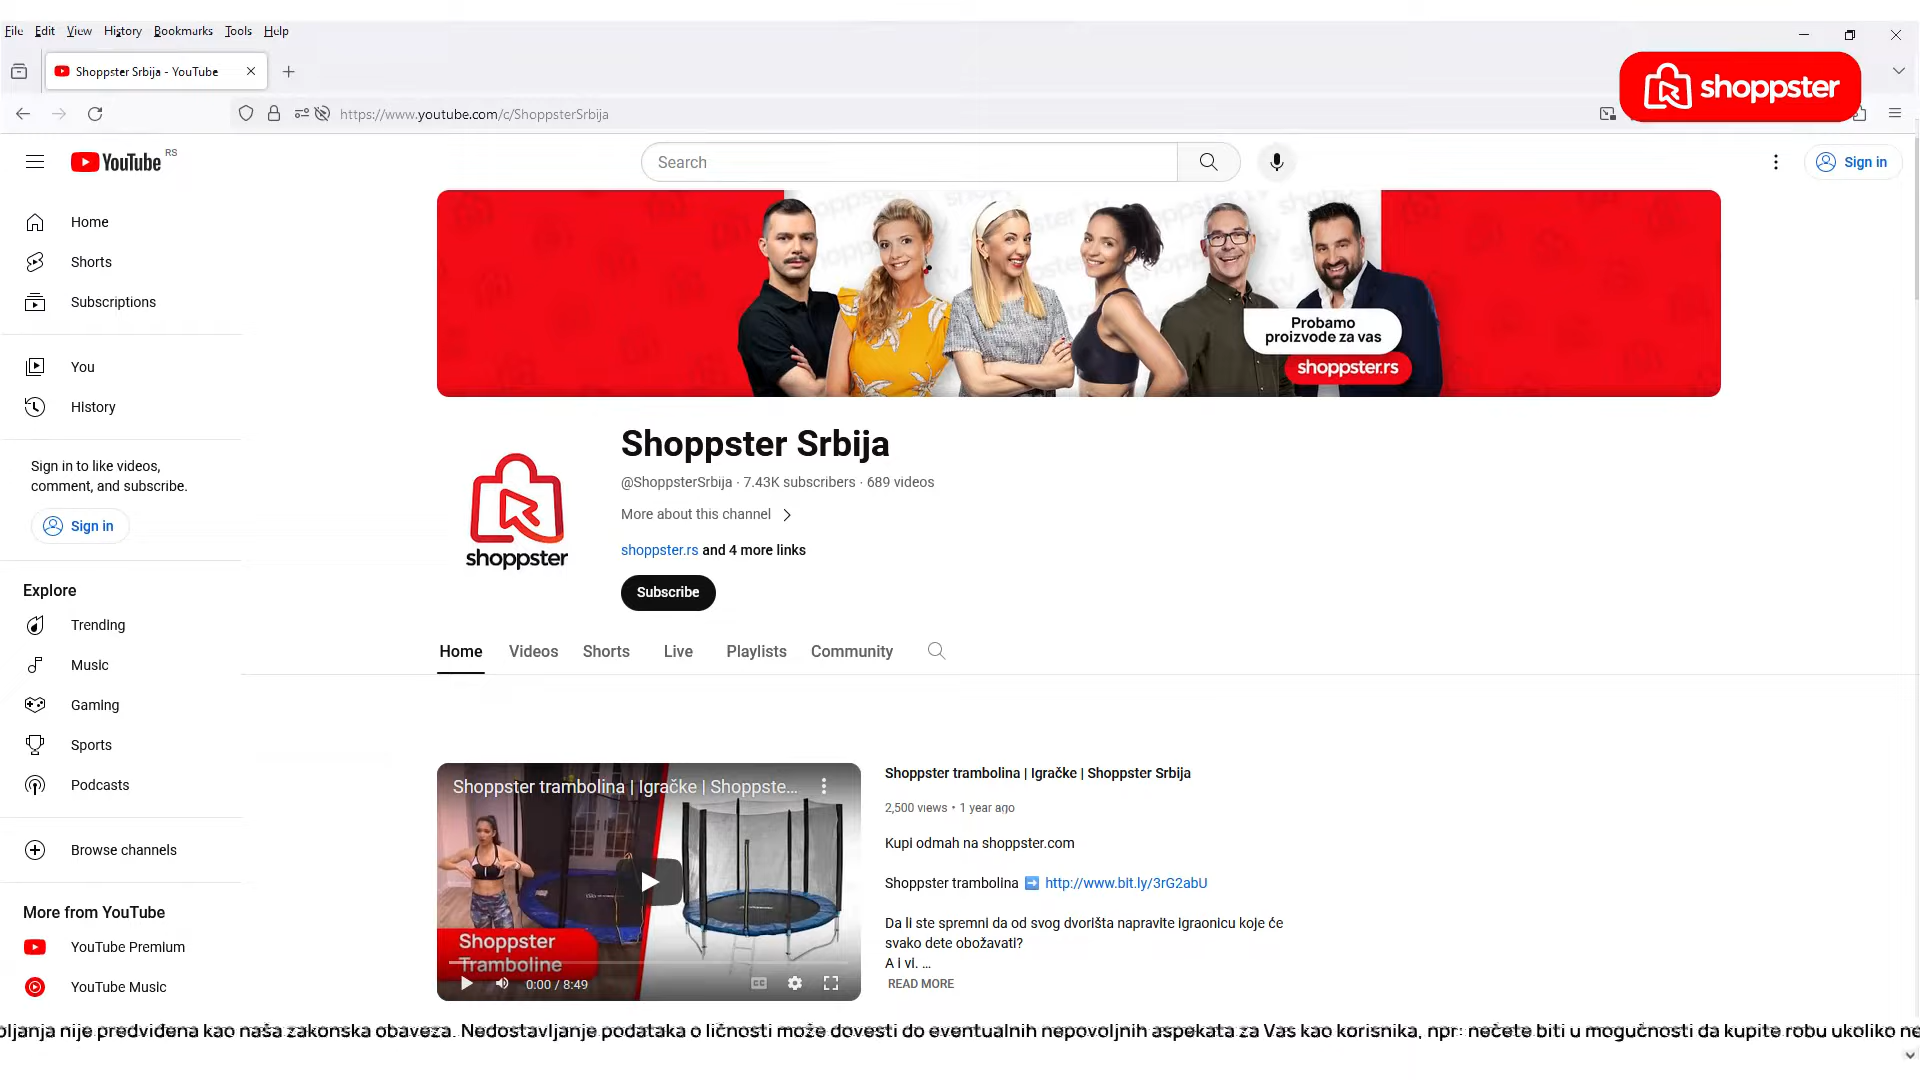 File Edit View History Bookmarks Tools Help
Shoppster Srbija - YouTube
https://www.youtube.com/c/ShoppsterSrbija
shoppster
YouTube RS
Search
Sign in
Home
Shorts
Subscriptions
You
History
Sign in to like videos,
comment, and subscribe.
Sign in
Explore
Trending
Music
Gaming
Sports
Podcasts
Browse channels
More from YouTube
YouTube Premium
YouTube Music
Probamo
proizvode za vas
shoppster.rs
shoppster
Shoppster Srbija
@ShoppsterSrbija · 7.43K subscribers · 689 videos
More about this channel
shoppster.rs and 4 more links
Subscribe
Home Videos Shorts Live Playlists Community
Shoppster trambolina | Igračke | Shoppste...
Shoppster
Tramboline
0:00 / 8:49
CC
Shoppster trambolina | Igračke | Shoppster Srbija
2,500 views • 1 year ago
Kupi odmah na shoppster.com
Shoppster trambolina ➡️ http://www.bit.ly/3rG2abU
Da li ste spremni da od svog dvorišta napravite igraonicu koje će
svako dete obožavati?
A i vi. ...
READ MORE
oljanja nije predviđena kao naša zakonska obaveza. Nedostavljanje podataka o ličnosti može dovesti do eventualnih nepovoljnih aspekata za Vas kao korisnika, npr: nećete biti u mogućnosti da kupite robu ukoliko ne